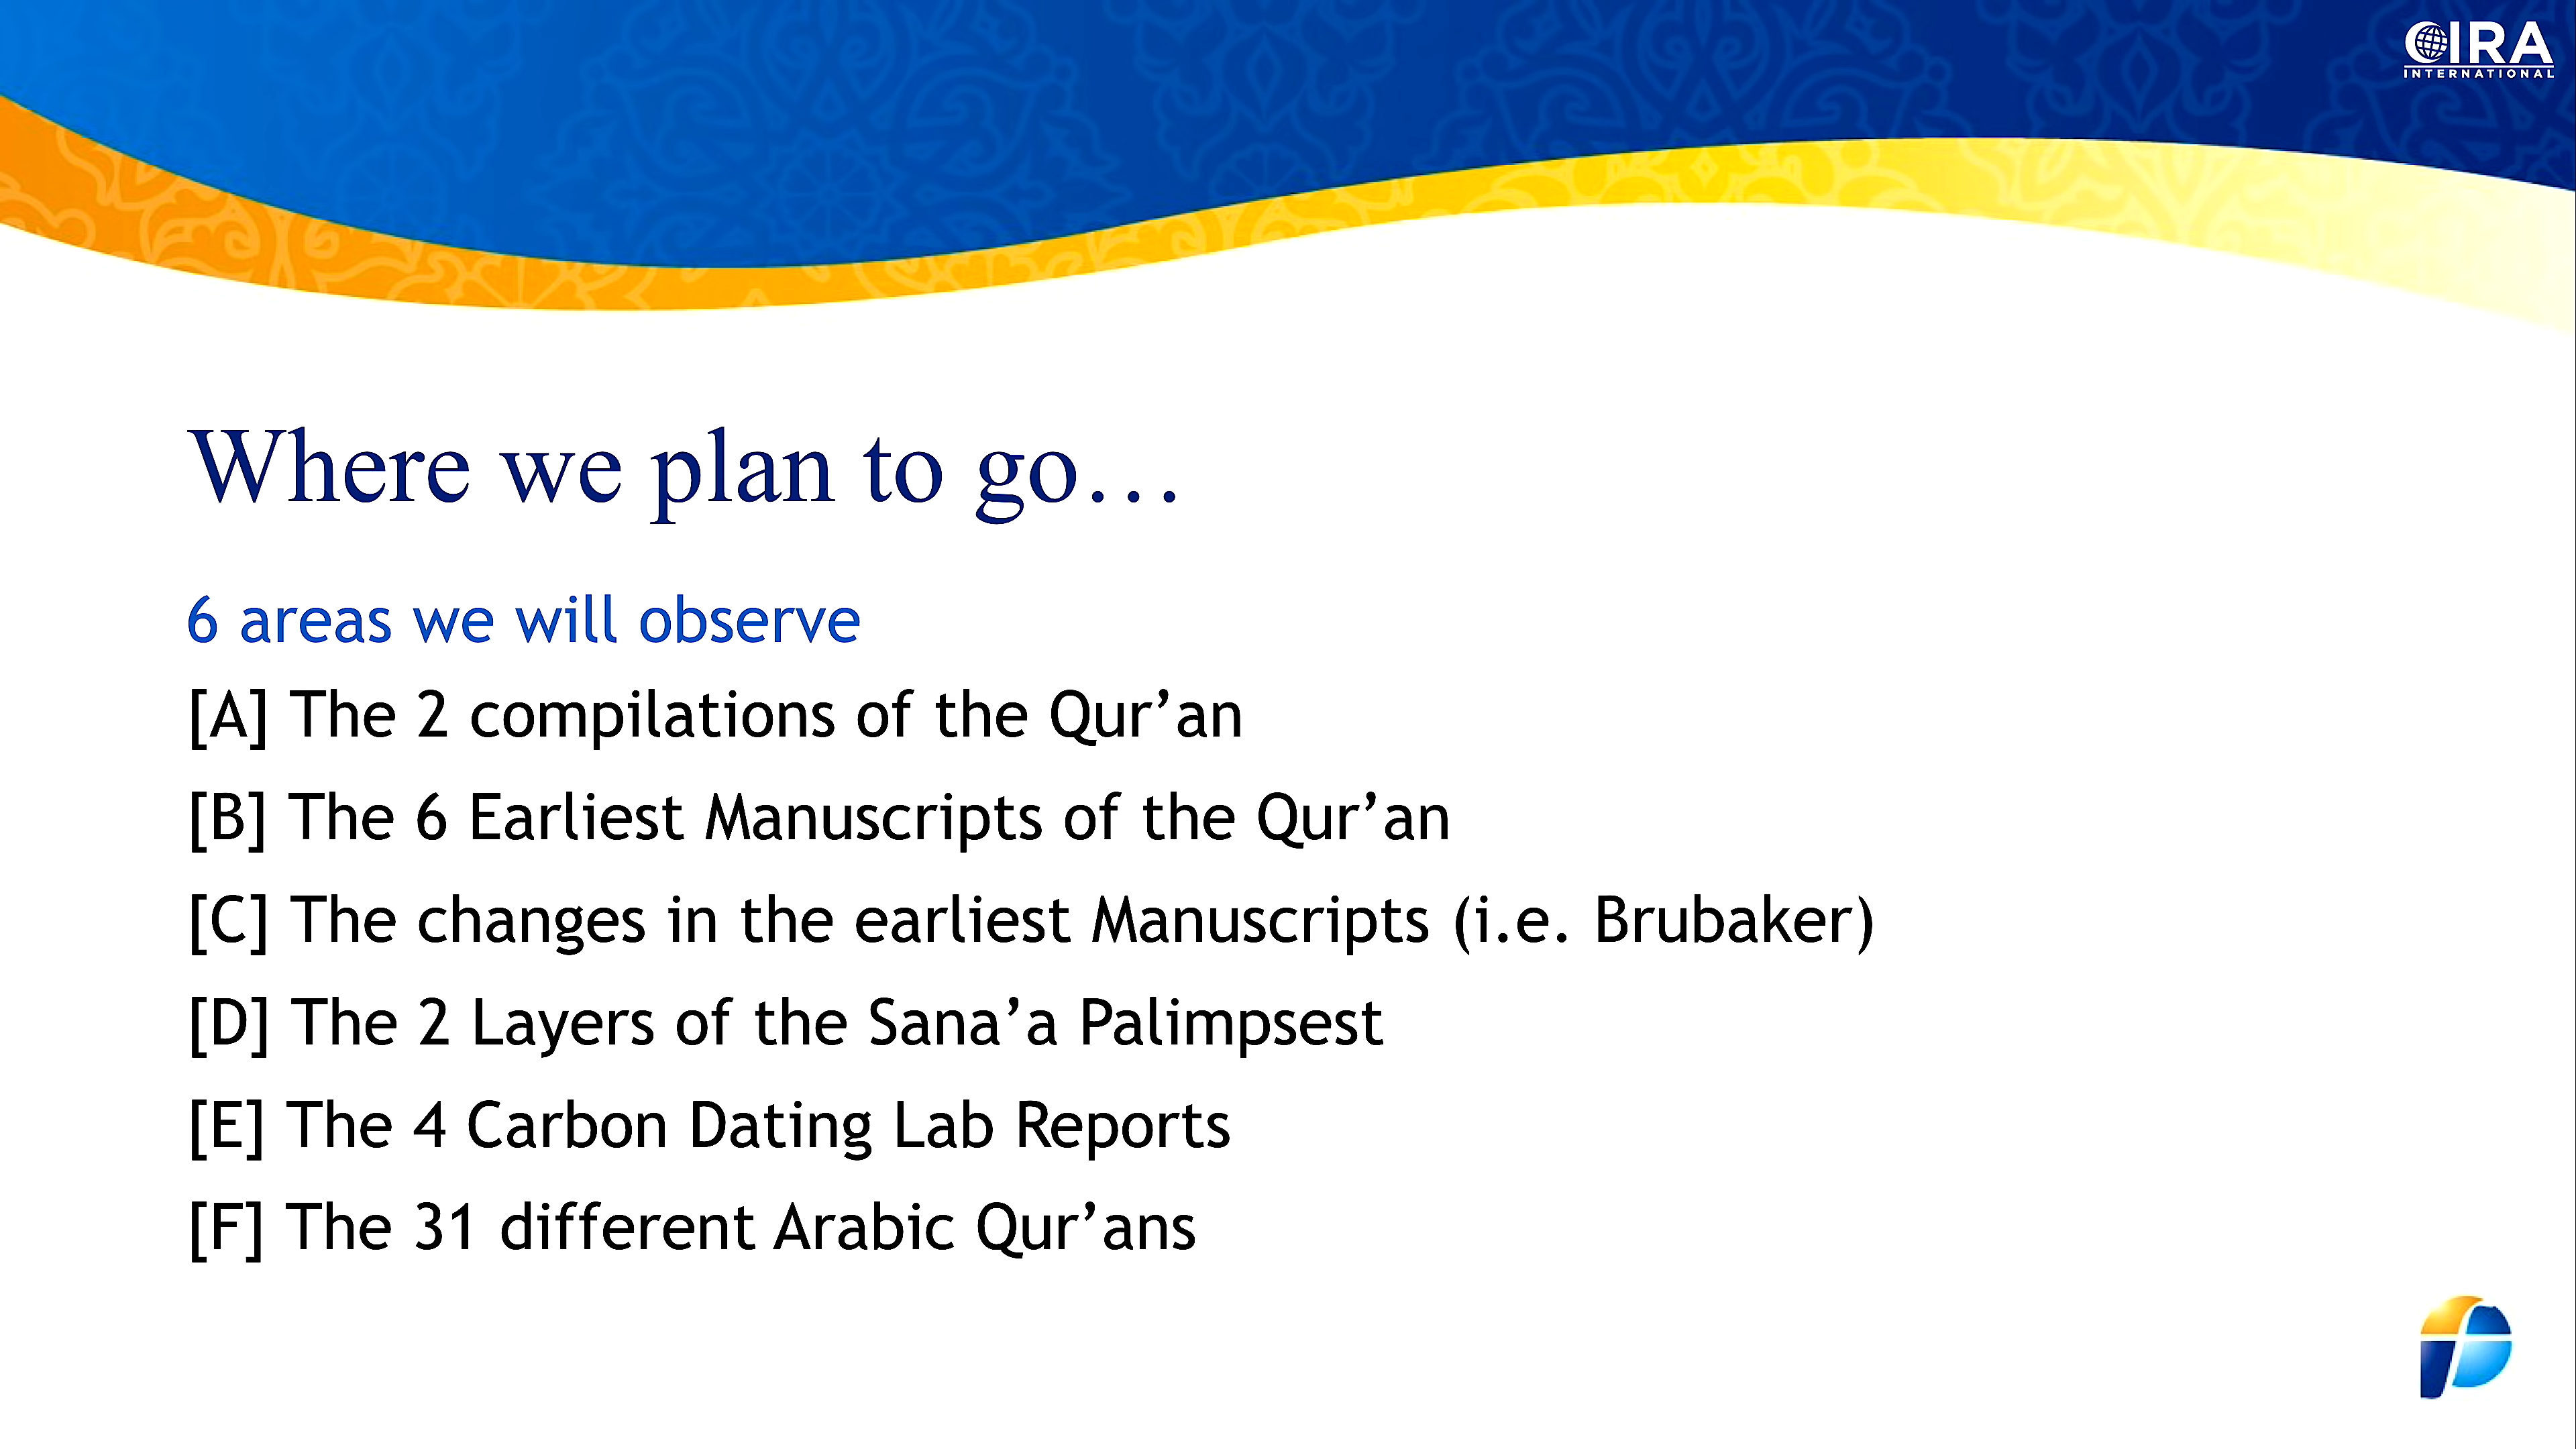 CIRA
INTERNATIONAL
Where we plan to go…
6 areas we will observe
[A] The 2 compilations of the Qur’an
[B] The 6 Earliest Manuscripts of the Qur’an
[C] The changes in the earliest Manuscripts (i.e. Brubaker)
[D] The 2 Layers of the Sana’a Palimpsest
[E] The 4 Carbon Dating Lab Reports
[F] The 31 different Arabic Qur’ans